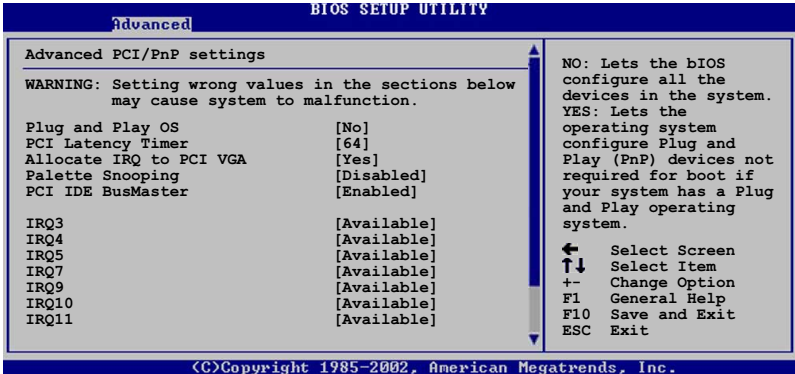 BIOS SETUP UTILITY
Advanced
Advanced PCI/PnP settings
WARNING: Setting wrong values in the sections below
may cause system to malfunction.
Plug and Play OS [No]
PCI Latency Timer [64]
Allocate IRQ to PCI VGA [Yes]
Palette Snooping [Disabled]
PCI IDE BusMaster [Enabled]
IRQ3 [Available]
IRQ4 [Available]
IRQ5 [Available]
IRQ7 [Available]
IRQ9 [Available]
IRQ10 [Available]
IRQ11 [Available]
NO: Lets the bIOS
configure all the
devices in the system.
YES: Lets the
operating system
configure Plug and
Play (PnP) devices not
required for boot if
your system has a Plug
and Play operating
system.
← Select Screen
↑↓ Select Item
+- Change Option
F1 General Help
F10 Save and Exit
ESC Exit
(C)Copyright 1985-2002, American Megatrends, Inc.